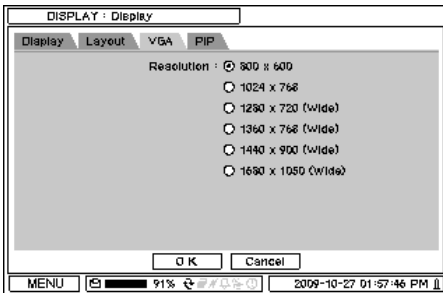 DISPLAY : Display
Display Layout VGA PIP
Resolution : 800 x 600
1024 x 768
1280 x 720 (Wide)
1360 x 768 (Wide)
1440 x 900 (Wide)
1680 x 1050 (Wide)
OK Cancel
MENU 91% 2009-10-27 01:57:46 PM